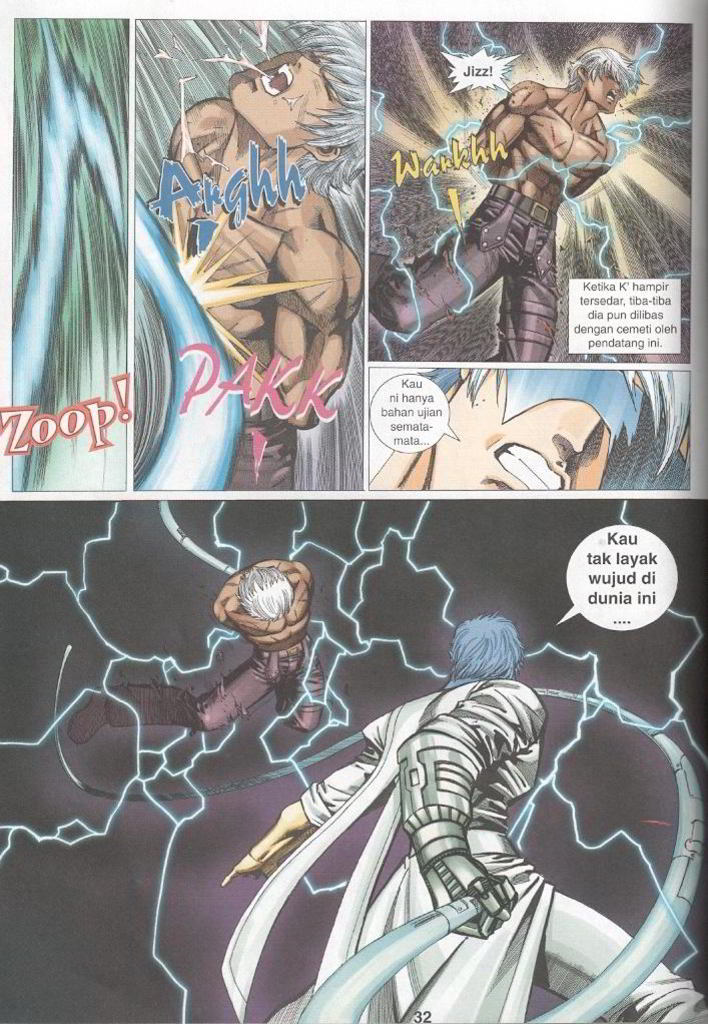 Zoop!
Arghh
!
PAKK
!
Jizz!
Warkhh
!
Ketika K' hampir
tersedar, tiba-tiba
dia pun dilibas
dengan cemeti oleh
pendatang ini.
Kau
ni hanya
bahan ujian
semata-
mata...
Kau
tak layak
wujud di
dunia ini
....
32